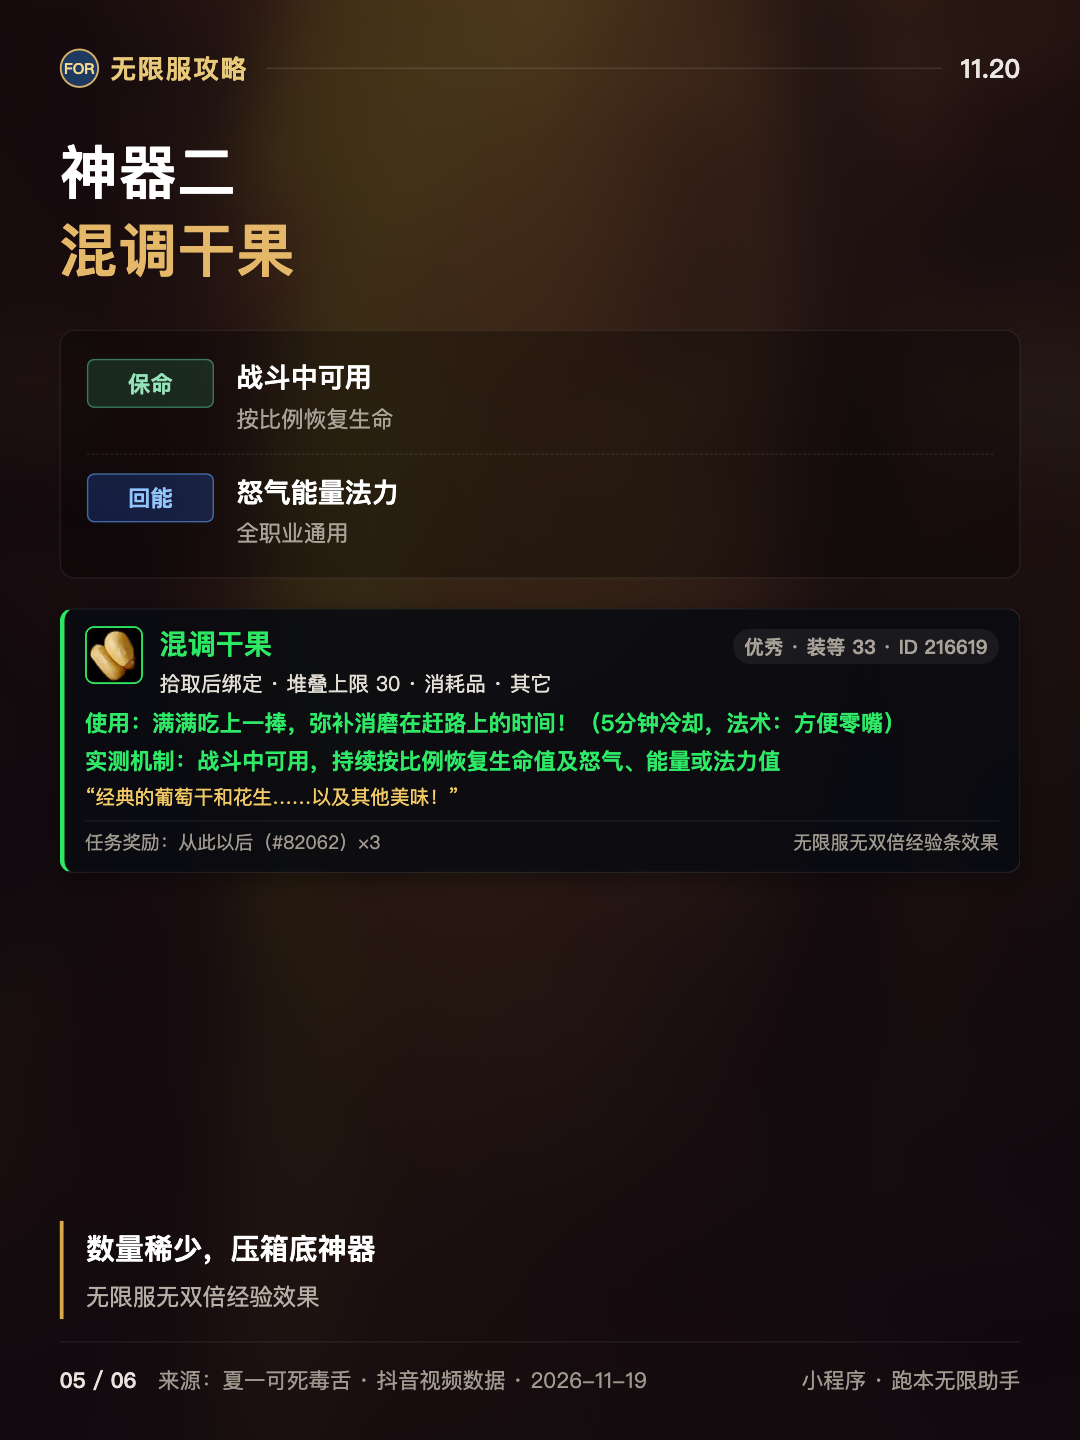 FOR 无限服攻略 11.20
神器二
混调干果
保命 战斗中可用
按比例恢复生命
回能 怒气能量法力
全职业通用
混调干果 优秀 · 装等 33 · ID 216619
拾取后绑定 · 堆叠上限 30 · 消耗品 · 其它
使用：满满吃上一捧，弥补消磨在赶路上的时间！（5分钟冷却，法术：方便零嘴）
实测机制：战斗中可用，持续按比例恢复生命值及怒气、能量或法力值
“经典的葡萄干和花生……以及其他美味！”
任务奖励：从此以后（#82062）×3 无限服无双倍经验条效果
数量稀少，压箱底神器
无限服无双倍经验效果
05 / 06 来源：夏一可死毒舌 · 抖音视频数据 · 2026-11-19 小程序 · 跑本无限助手